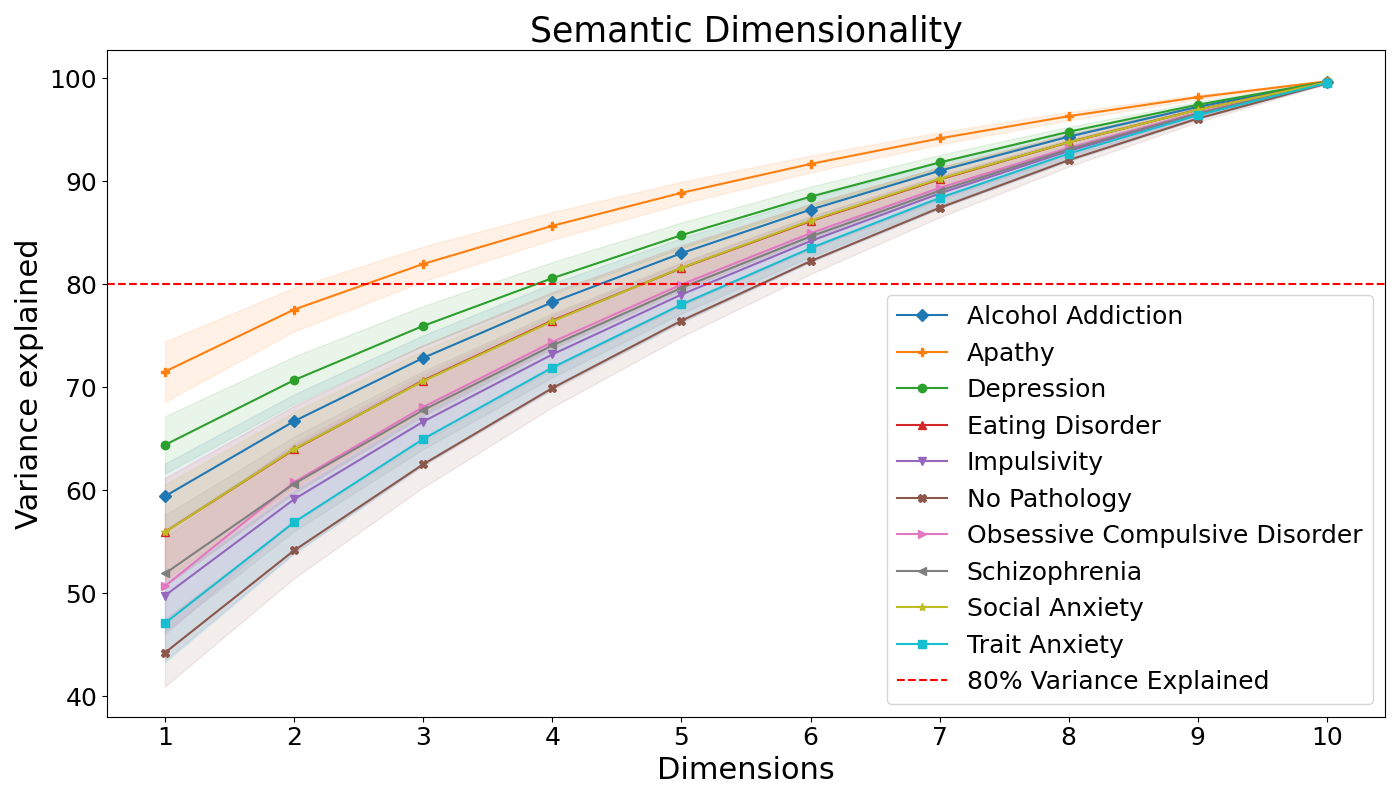 Semantic Dimensionality
Variance explained
100
90
80
70
60
50
40
Alcohol Addiction
Apathy
Depression
Eating Disorder
Impulsivity
No Pathology
Obsessive Compulsive Disorder
Schizophrenia
Social Anxiety
Trait Anxiety
80% Variance Explained
1 2 3 4 5 6 7 8 9 10
Dimensions